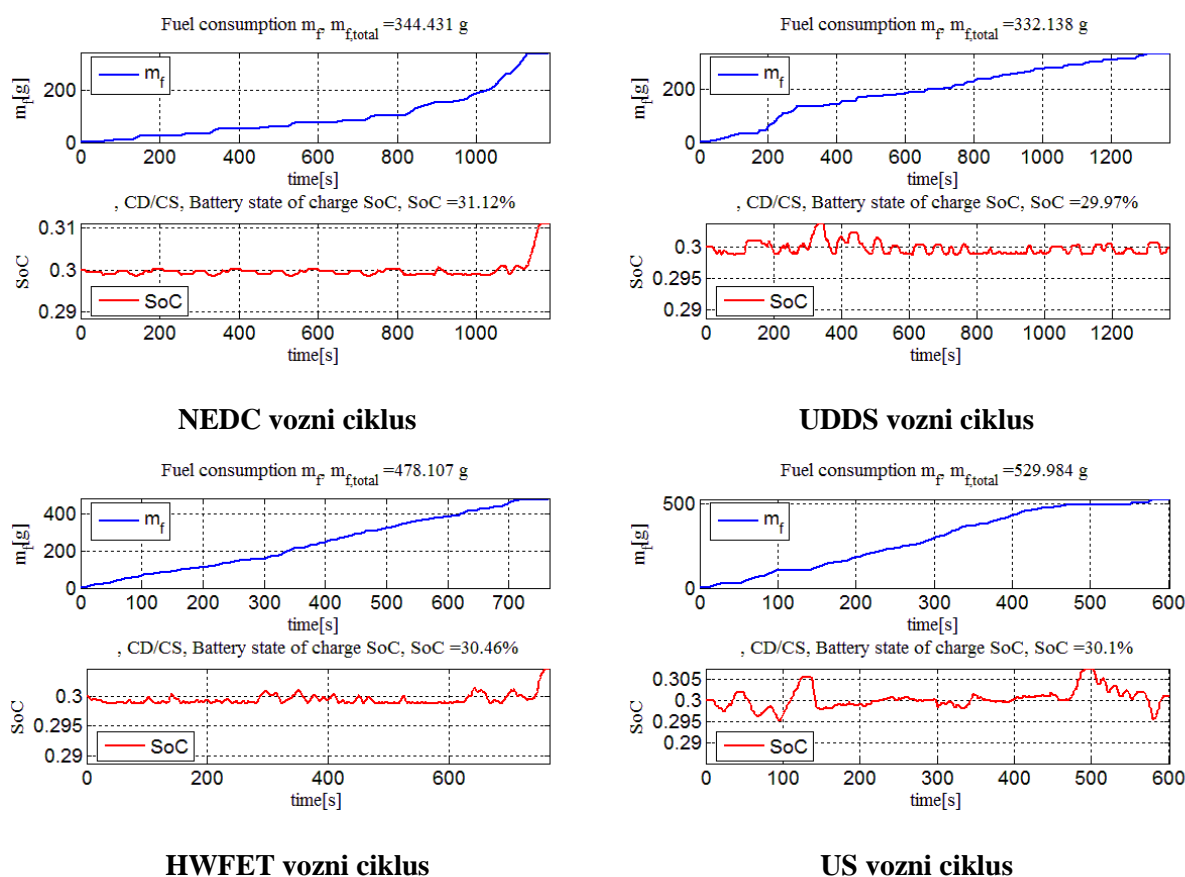 Fuel consumption m_f, m_f,total =344.431 g
m_f[g]
200
0
m_f
0 200 400 600 800 1000
time[s]
, CD/CS, Battery state of charge SoC, SoC =31.12%
SoC
0.31
0.3
0.29
SoC
0 200 400 600 800 1000
time[s]
NEDC vozni ciklus
Fuel consumption m_f, m_f,total =332.138 g
m_f[g]
200
0
m_f
0 200 400 600 800 1000 1200
time[s]
, CD/CS, Battery state of charge SoC, SoC =29.97%
SoC
0.3
0.295
0.29
SoC
0 200 400 600 800 1000 1200
time[s]
UDDS vozni ciklus
Fuel consumption m_f, m_f,total =478.107 g
m_f[g]
400
200
0
m_f
0 100 200 300 400 500 600 700
time[s]
, CD/CS, Battery state of charge SoC, SoC =30.46%
SoC
0.3
0.295
0.29
SoC
0 200 400 600
time[s]
HWFET vozni ciklus
Fuel consumption m_f, m_f,total =529.984 g
m_f[g]
500
0
m_f
0 100 200 300 400 500 600
time[s]
, CD/CS, Battery state of charge SoC, SoC =30.1%
SoC
0.305
0.3
0.295
0.29
SoC
0 100 200 300 400 500 600
time[s]
US vozni ciklus